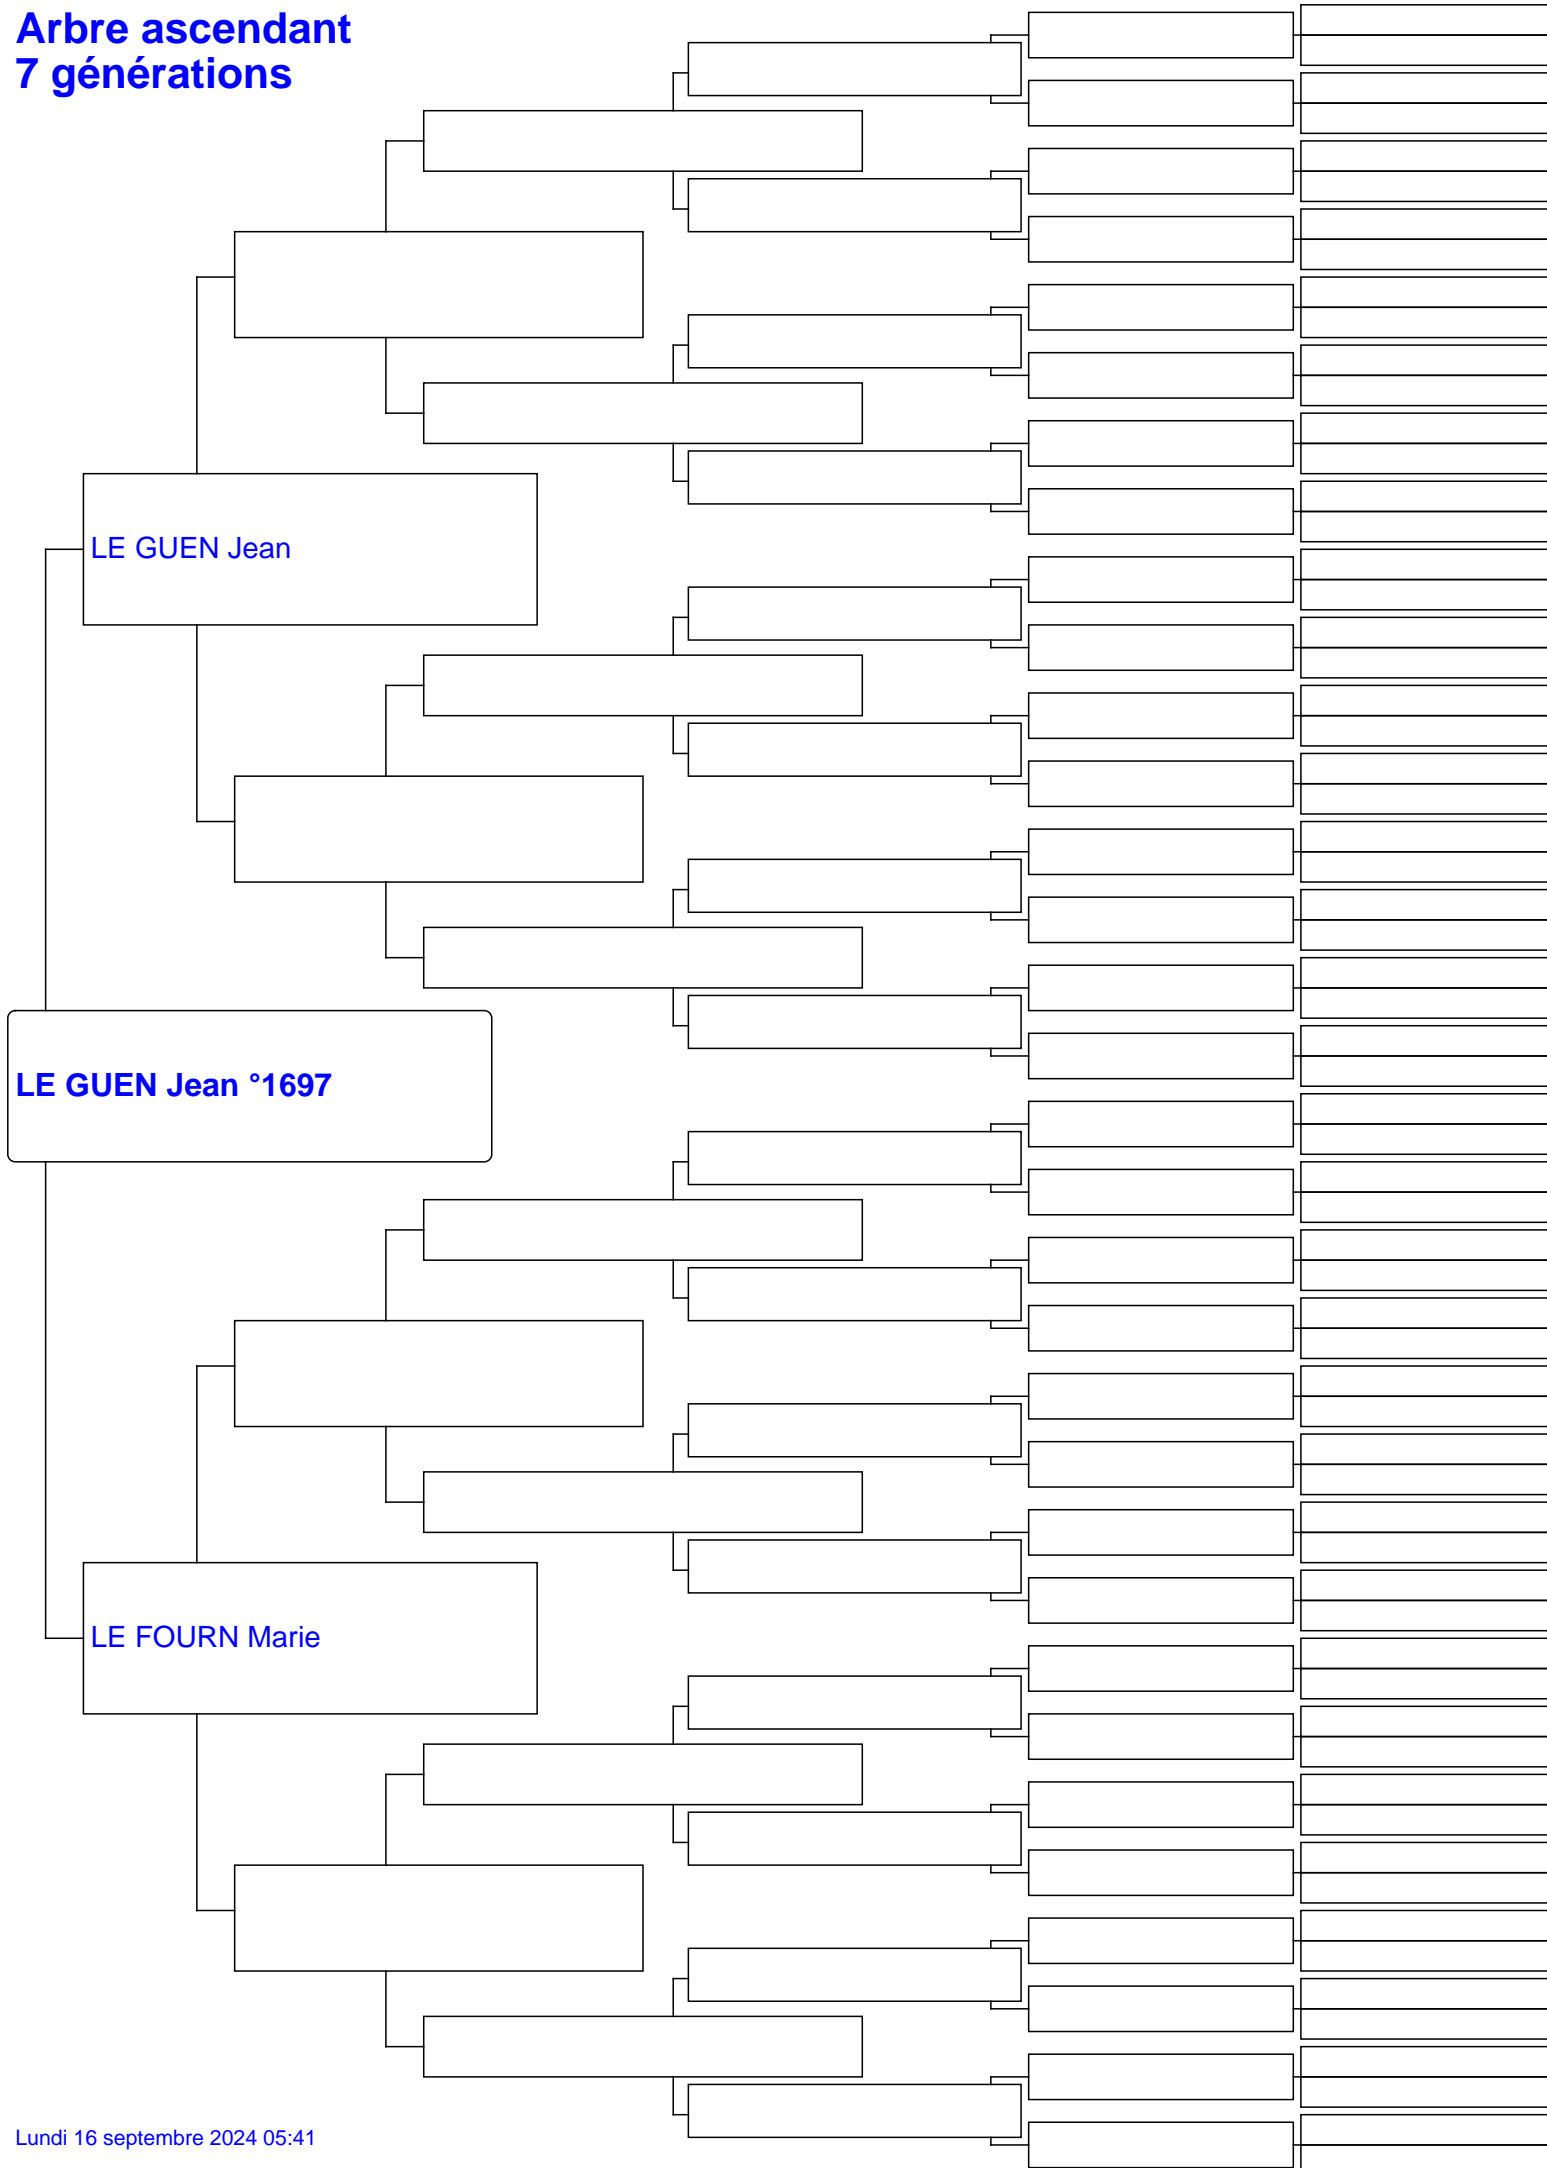 Arbre ascendant
7 générations
LE GUEN Jean
LE GUEN Jean °1697
LE FOURN Marie
Lundi 16 septembre 2024 05:41